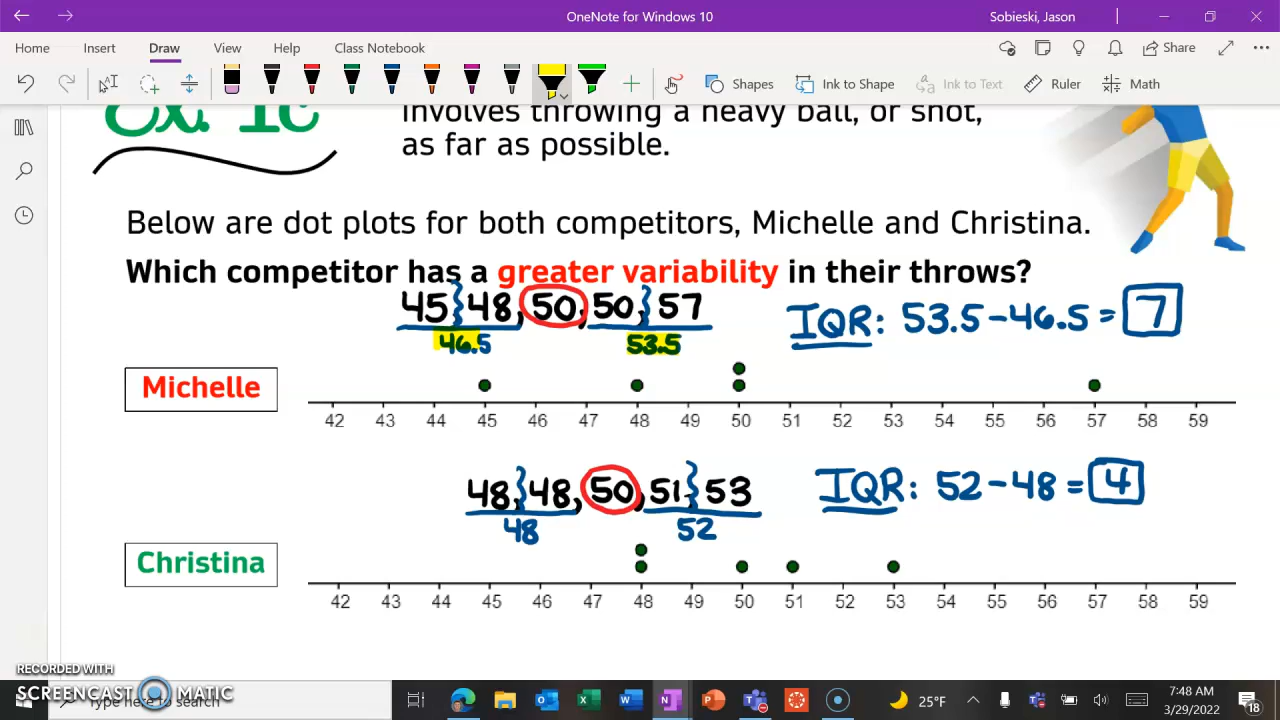 OneNote for Windows 10
Sobieski, Jason
Home Insert Draw View Help Class Notebook
Share
Shapes Ink to Shape Ink to Text Ruler Math
Ex. 1c
involves throwing a heavy ball, or shot,
as far as possible.
Below are dot plots for both competitors, Michelle and Christina.
Which competitor has a greater variability in their throws?
45, 48, 50, 50, 57
46.5 53.5
IQR: 53.5-46.5 = 7
Michelle
42 43 44 45 46 47 48 49 50 51 52 53 54 55 56 57 58 59
48, 48, 50, 51, 53
48 52
IQR: 52-48 = 4
Christina
42 43 44 45 46 47 48 49 50 51 52 53 54 55 56 57 58 59
RECORDED WITH
SCREENCAST MATIC
Type here to search
25°F
7:48 AM
3/29/2022
18